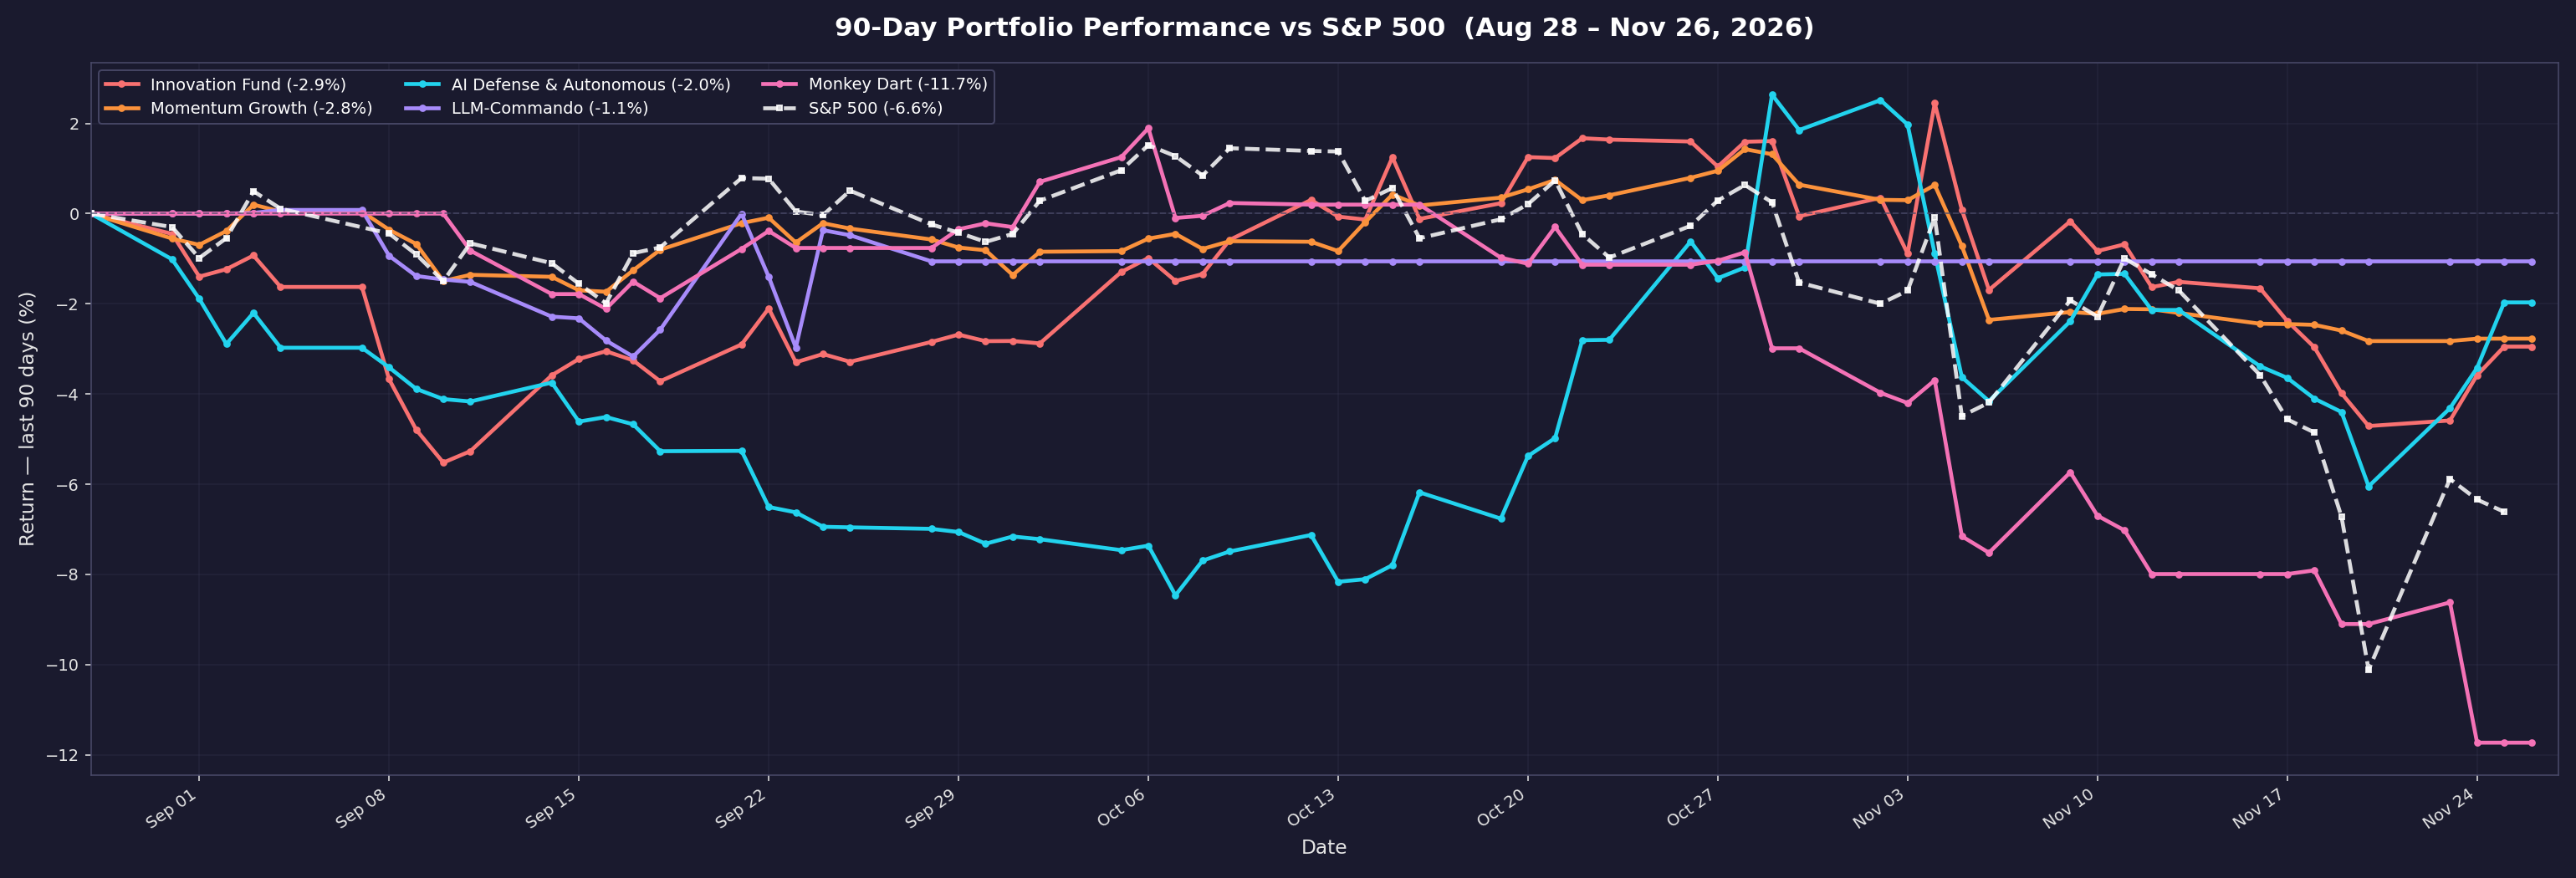 90-Day Portfolio Performance vs S&P 500 (Aug 28 – Nov 26, 2026)
Innovation Fund (-2.9%)
Momentum Growth (-2.8%)
AI Defense & Autonomous (-2.0%)
LLM-Commando (-1.1%)
Monkey Dart (-11.7%)
S&P 500 (-6.6%)
Return — last 90 days (%)
2
0
−2
−4
−6
−8
−10
−12
Sep 01
Sep 08
Sep 15
Sep 22
Sep 29
Oct 06
Oct 13
Oct 20
Oct 27
Nov 03
Nov 10
Nov 17
Nov 24
Date